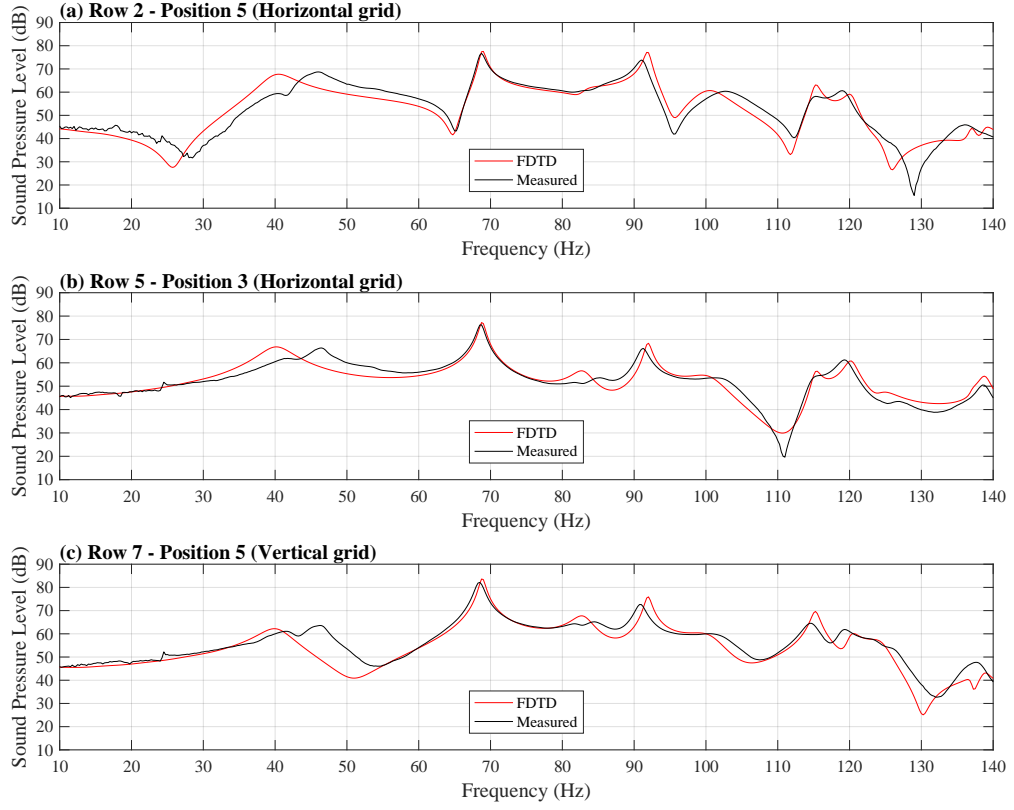 (a) Row 2 - Position 5 (Horizontal grid)
Sound Pressure Level (dB)
90
80
70
60
50
40
30
20
10
FDTD
Measured
10 20 30 40 50 60 70 80 90 100 110 120 130 140
Frequency (Hz)
(b) Row 5 - Position 3 (Horizontal grid)
Sound Pressure Level (dB)
90
80
70
60
50
40
30
20
10
FDTD
Measured
10 20 30 40 50 60 70 80 90 100 110 120 130 140
Frequency (Hz)
(c) Row 7 - Position 5 (Vertical grid)
Sound Pressure Level (dB)
90
80
70
60
50
40
30
20
10
FDTD
Measured
10 20 30 40 50 60 70 80 90 100 110 120 130 140
Frequency (Hz)